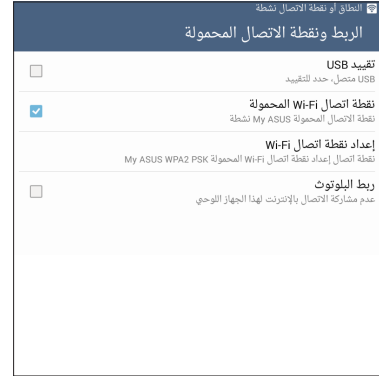 النطاق أو نقطة الاتصال نشطة
الربط ونقطة الاتصال المحمولة
تقييد USB
USB متصل، حدد للتقييد
نقطة اتصال Wi-Fi المحمولة
نقطة الاتصال المحمولة My ASUS نشطة
إعداد نقطة اتصال Wi-Fi
نقطة اتصال إعداد نقطة اتصال Wi-Fi المحمولة My ASUS WPA2 PSK
ربط البلوتوث
عدم مشاركة الاتصال بالإنترنت لهذا الجهاز اللوحي